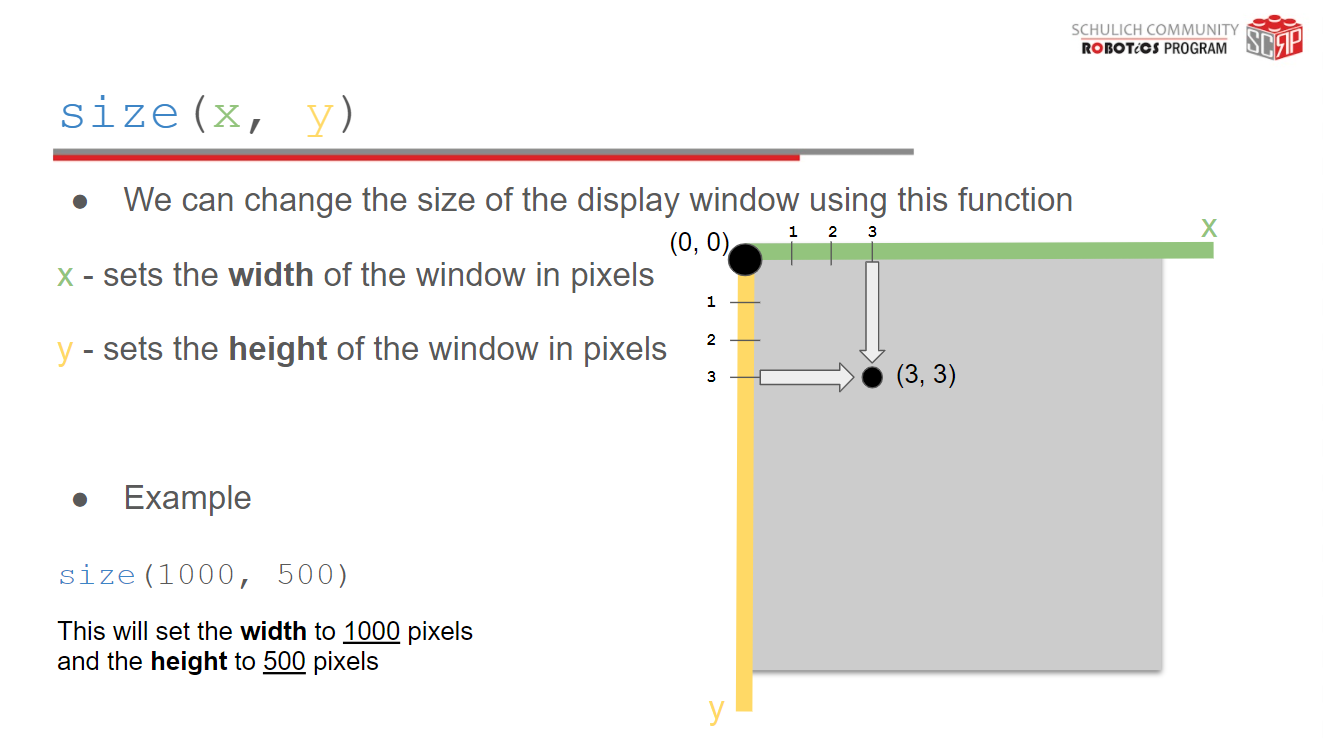 SCHULICH COMMUNITY
ROBOTICS PROGRAM
SCRP
size(x, y)
● We can change the size of the display window using this function
x - sets the width of the window in pixels
y - sets the height of the window in pixels
● Example
size(1000, 500)
This will set the width to 1000 pixels
and the height to 500 pixels
(0, 0)
1 2 3
x
1
2
3
(3, 3)
y